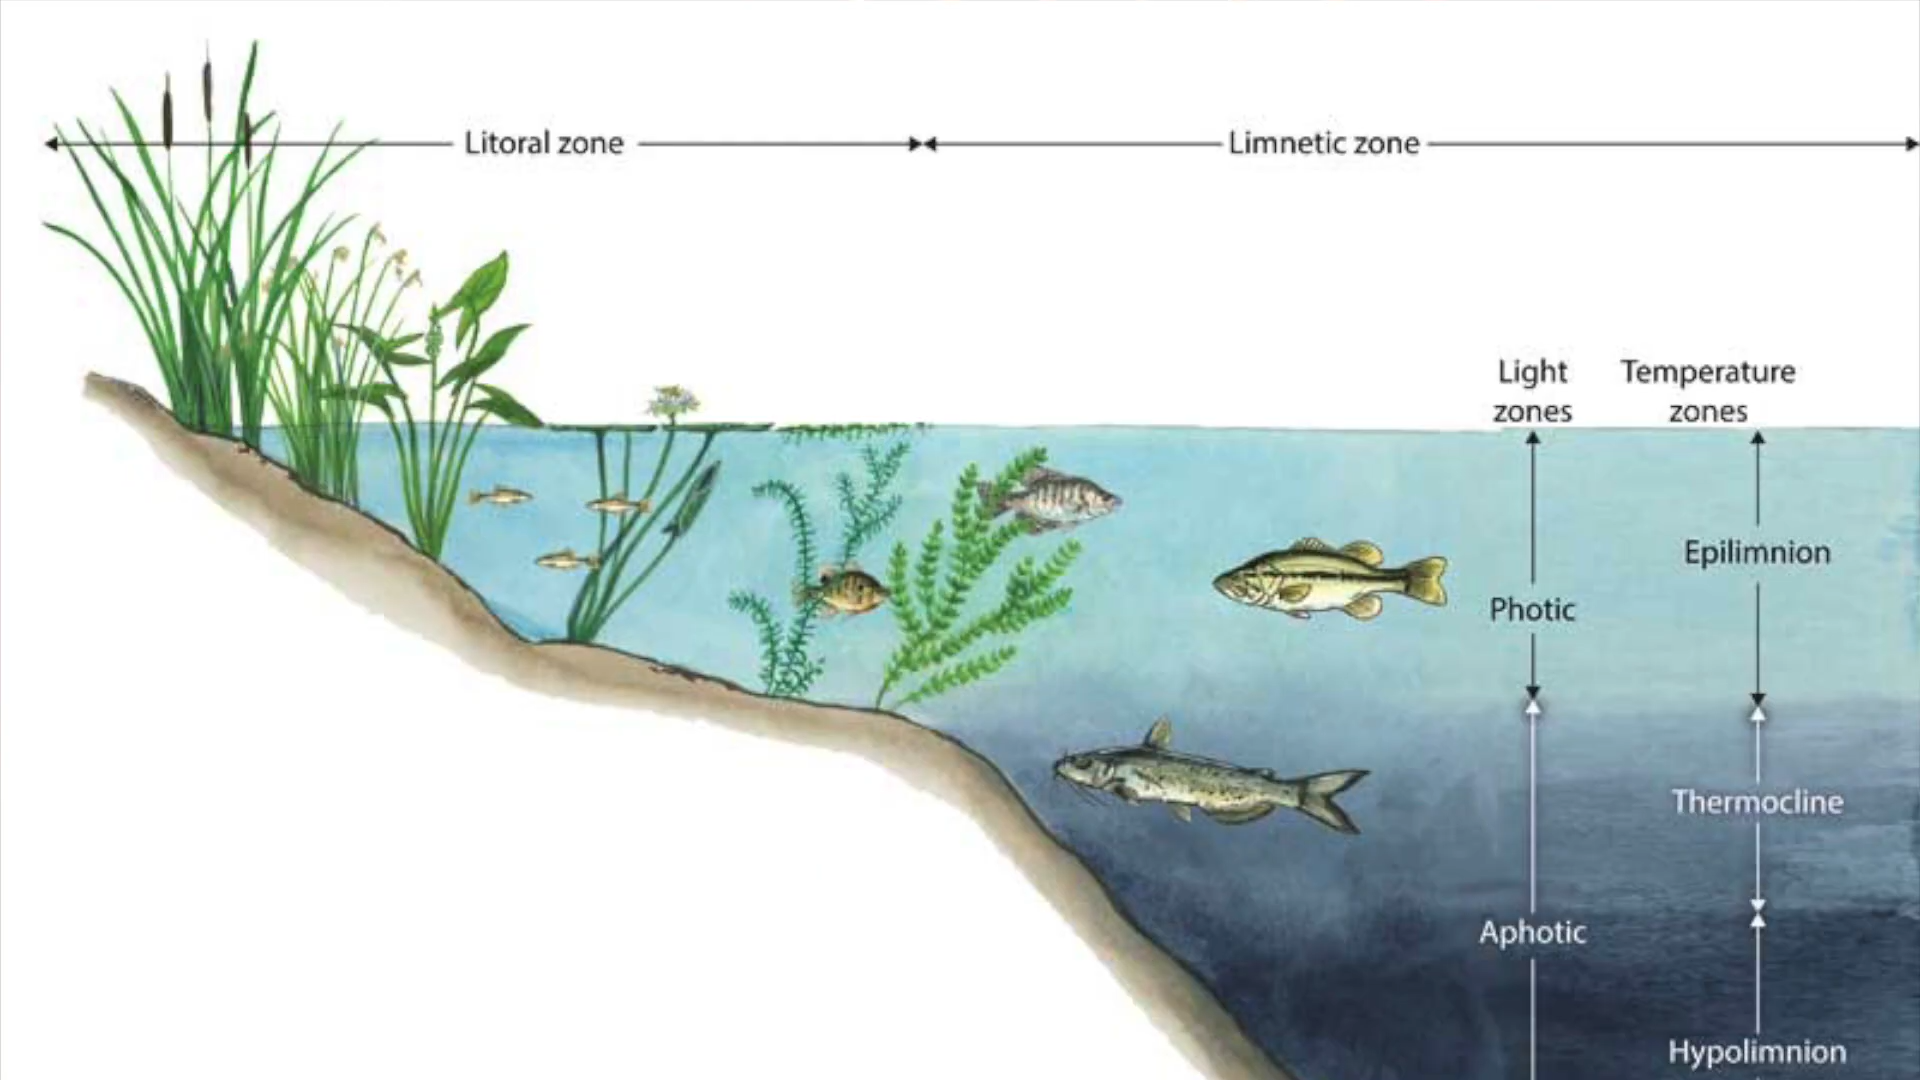 Litoral zone
Limnetic zone
Light
zones
Temperature
zones
Epilimnion
Photic
Thermocline
Aphotic
Hypolimnion